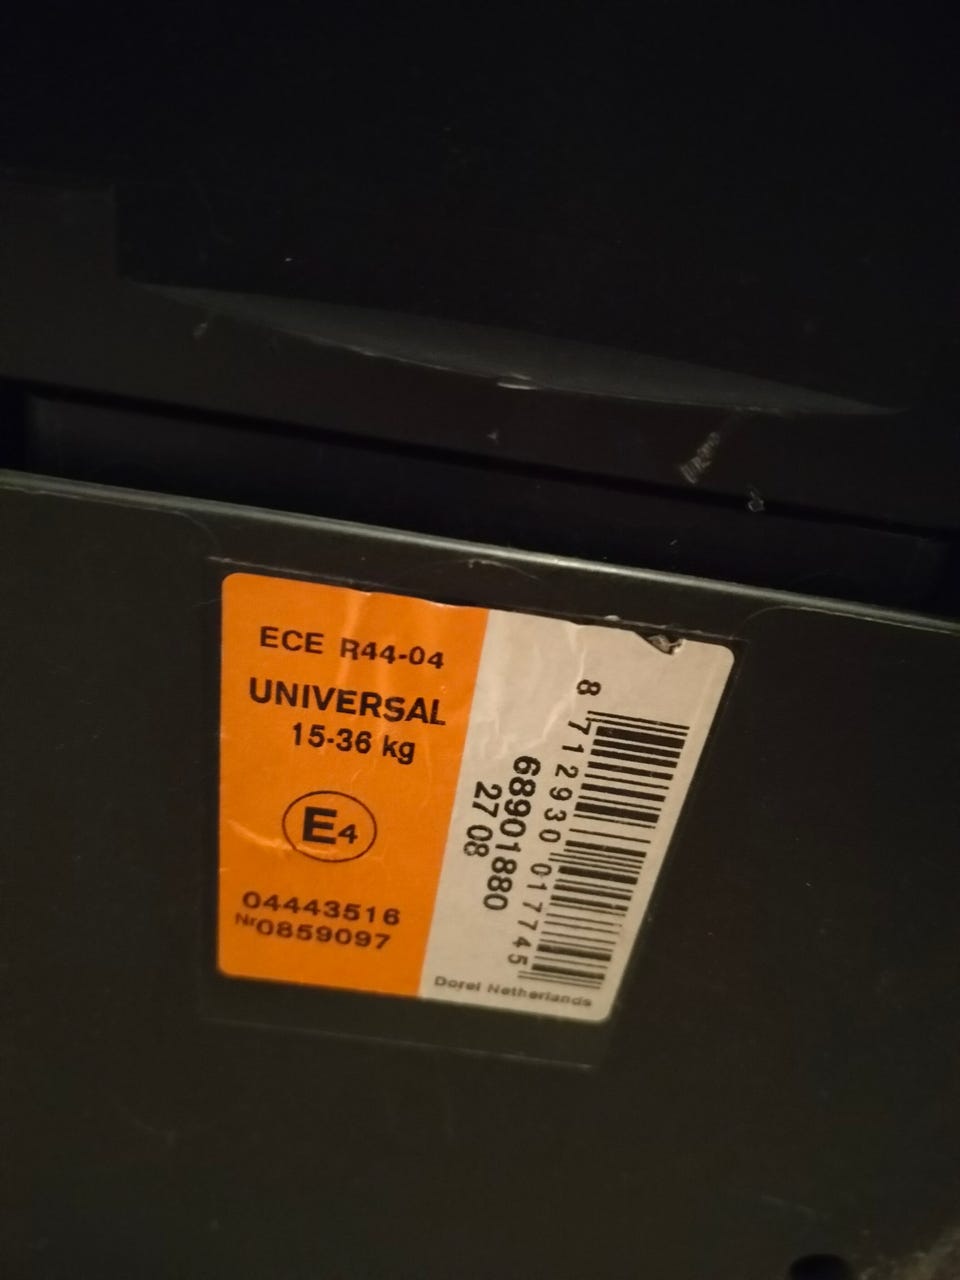 ECE R44-04
UNIVERSAL
15-36 kg
E4
04443516
Nr0859097
8 712930 017745
68901880
27 08
Dorel Netherlands